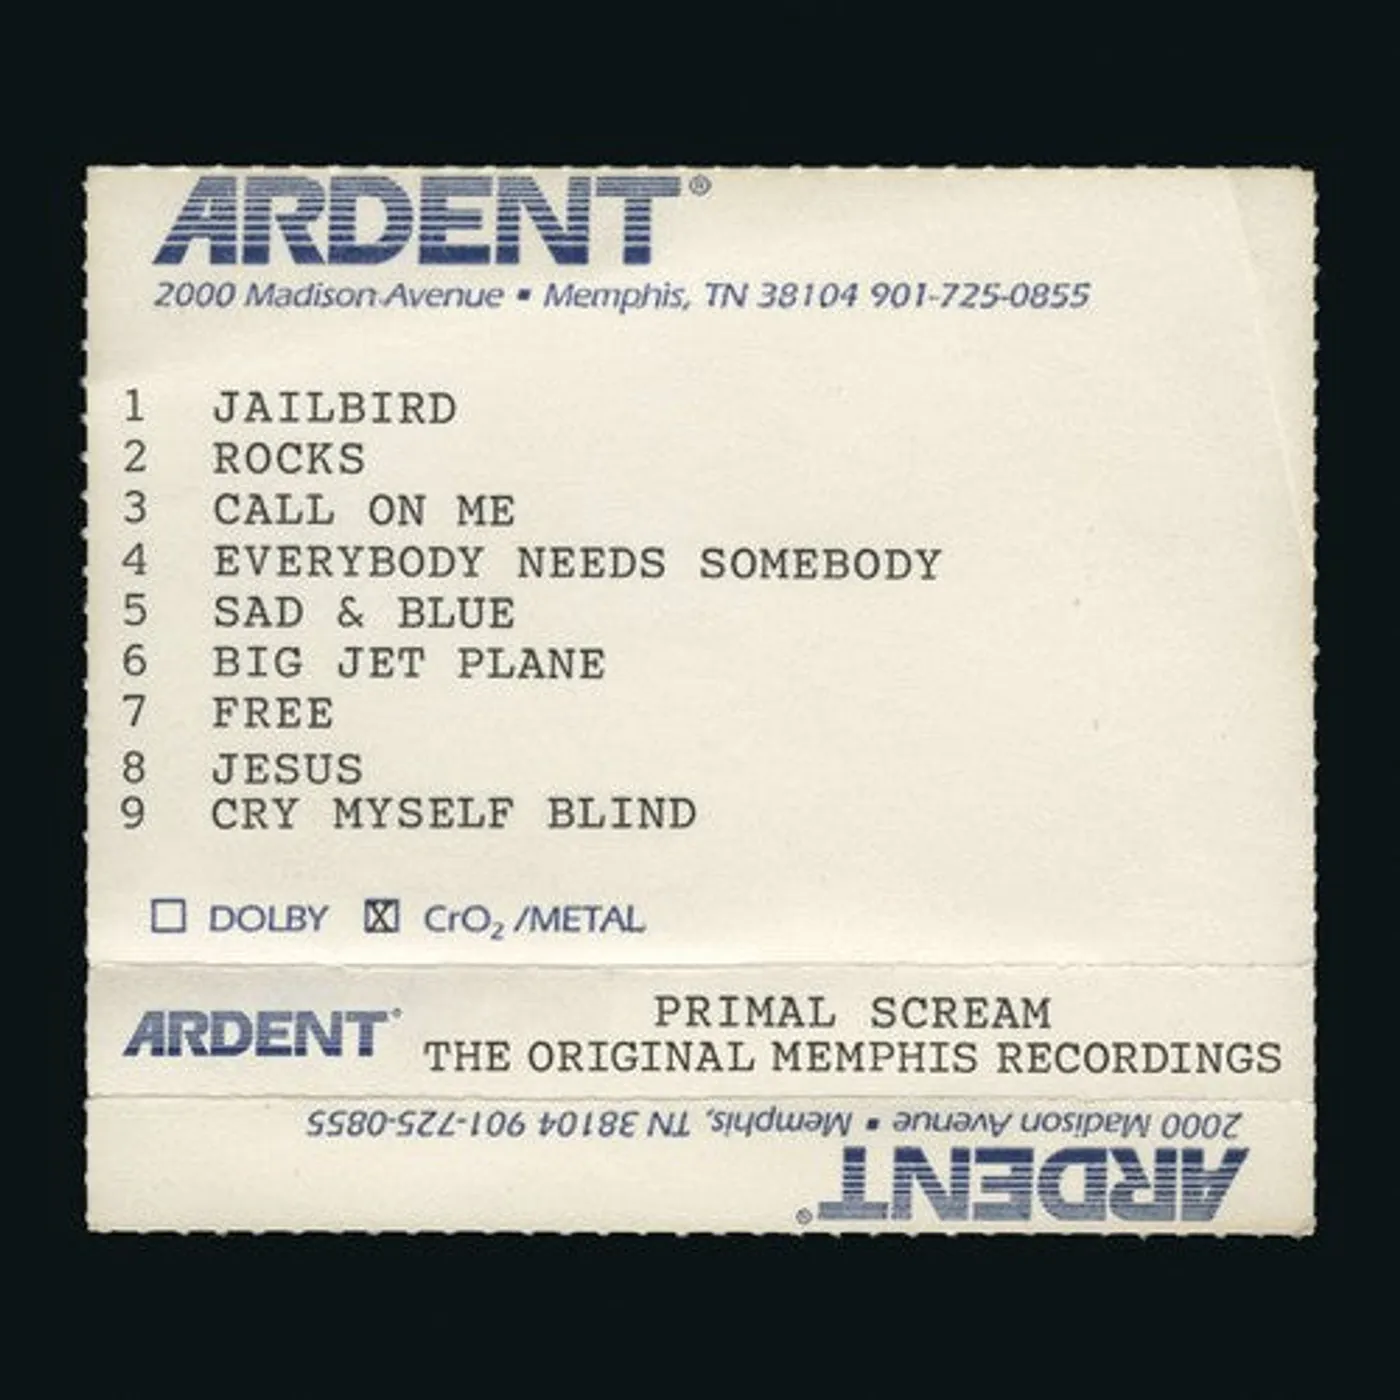 ARDENT®
2000 Madison Avenue ▪ Memphis, TN 38104 901-725-0855
1 JAILBIRD
2 ROCKS
3 CALL ON ME
4 EVERYBODY NEEDS SOMEBODY
5 SAD & BLUE
6 BIG JET PLANE
7 FREE
8 JESUS
9 CRY MYSELF BLIND
☐ DOLBY ☒ CrO₂ /METAL
PRIMAL SCREAM
ARDENT® THE ORIGINAL MEMPHIS RECORDINGS
2000 Madison Avenue ▪ Memphis, TN 38104 901-725-0855
ARDENT®